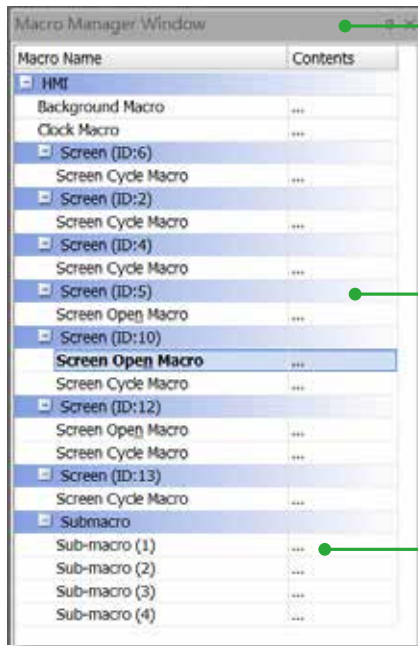 Macro Manager Window
Macro Name Contents
HMI
Background Macro ...
Clock Macro ...
Screen (ID:6)
Screen Cycle Macro ...
Screen (ID:2)
Screen Cycle Macro ...
Screen (ID:4)
Screen Cycle Macro ...
Screen (ID:5)
Screen Open Macro ...
Screen (ID:10)
Screen Open Macro ...
Screen Cycle Macro ...
Screen (ID:12)
Screen Open Macro ...
Screen Cycle Macro ...
Screen (ID:13)
Screen Cycle Macro ...
Submacro
Sub-macro (1) ...
Sub-macro (2) ...
Sub-macro (3) ...
Sub-macro (4) ...